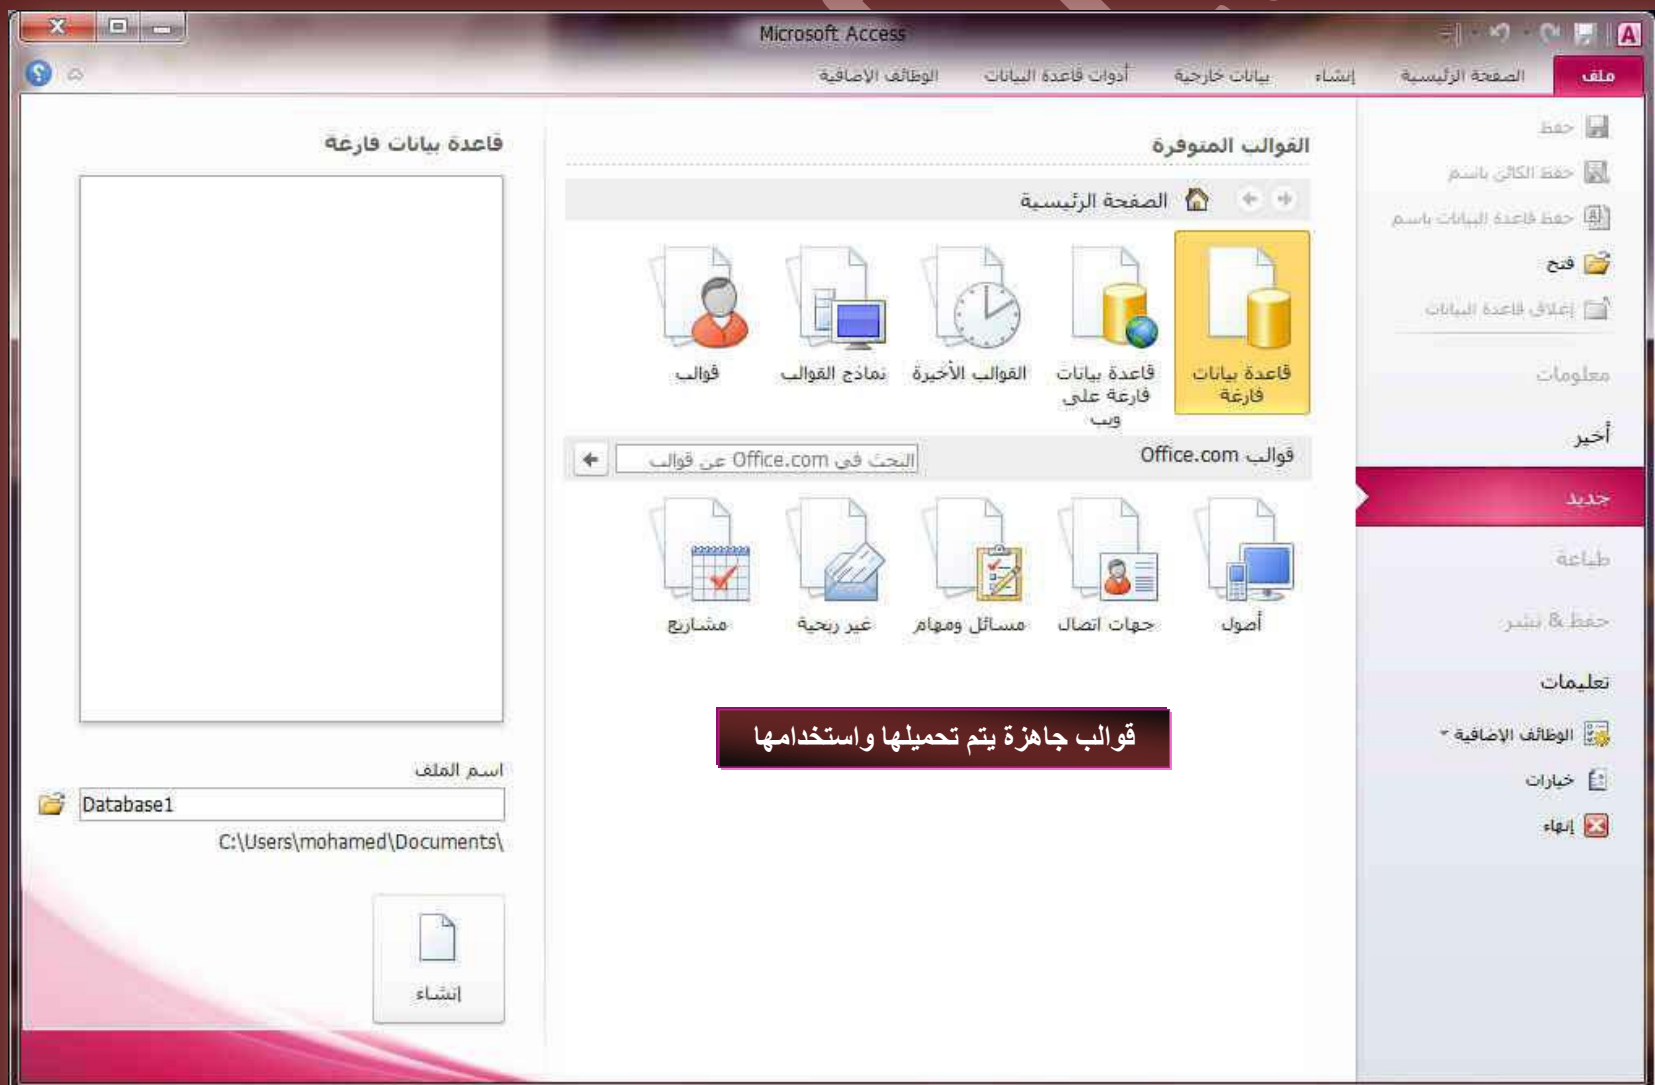 Microsoft Access
ملف الصفحة الرئيسية إنشاء بيانات خارجية أدوات قاعدة البيانات الوظائف الإضافية
حفظ
حفظ الكائن باسم
حفظ قاعدة البيانات باسم
فتح
إغلاق قاعدة البيانات
معلومات
أخير
جديد
طباعة
حفظ & نشر
تعليمات
الوظائف الإضافية
خيارات
إنهاء
القوالب المتوفرة
الصفحة الرئيسية
قاعدة بيانات
فارغة
قاعدة بيانات
فارغة على
ويب
القوالب الأخيرة
نماذج القوالب
قوالب
قوالب Office.com
البحث في Office.com عن قوالب
أصول
جهات اتصال
مسائل ومهام
غير ربحية
مشاريع
قوالب جاهزة يتم تحميلها واستخدامها
قاعدة بيانات فارغة
اسم الملف
Database1
C:\Users\mohamed\Documents\
إنشاء